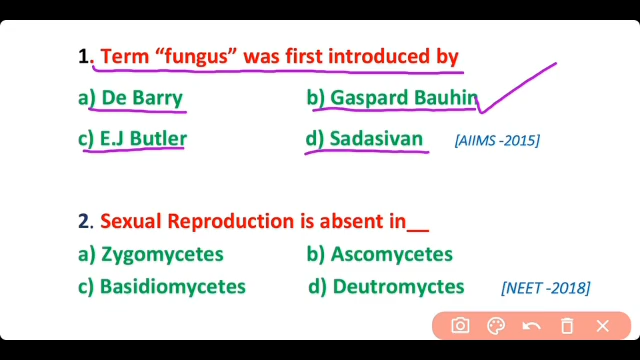 1. Term “fungus” was first introduced by
a) De Barry b) Gaspard Bauhin
c) E.J Butler d) Sadasivan [AIIMS -2015]
2. Sexual Reproduction is absent in__
a) Zygomycetes b) Ascomycetes
c) Basidiomycetes d) Deutromyctes [NEET -2018]